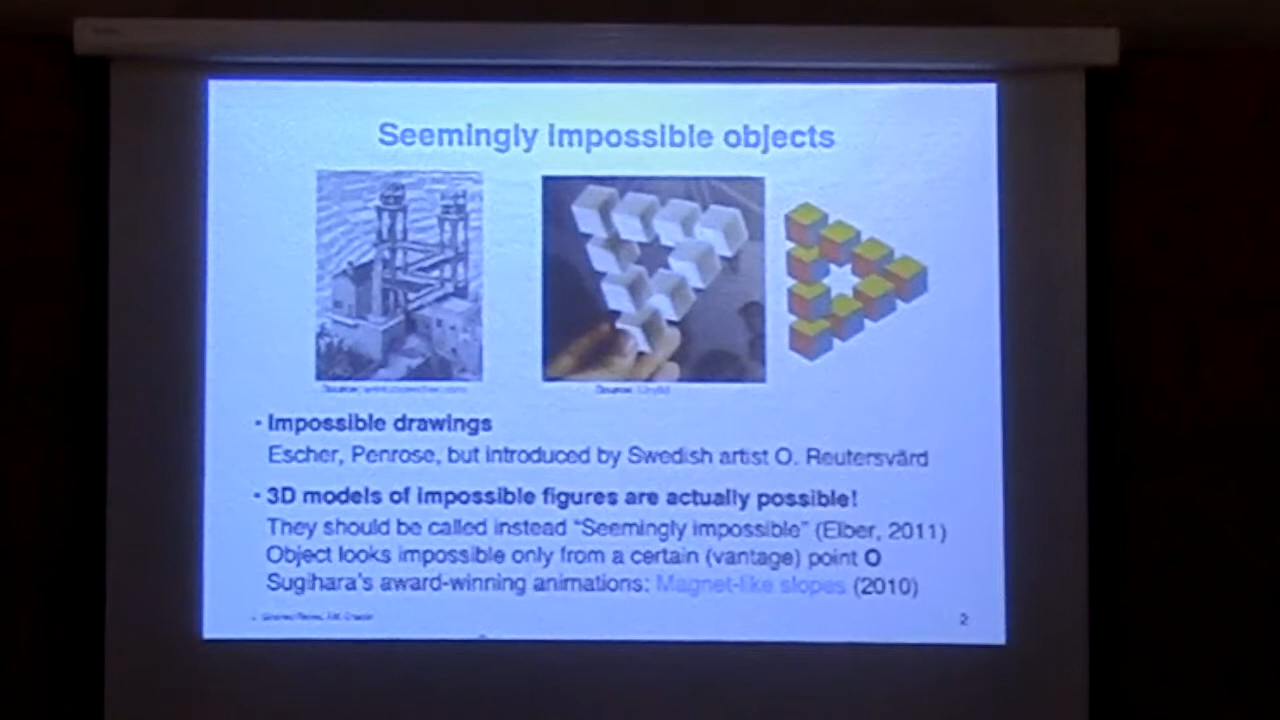 Seemingly impossible objects
Source:
Source:
• Impossible drawings
Escher, Penrose, but introduced by Swedish artist O. Reutersvärd
• 3D models of impossible figures are actually possible!
They should be called instead “Seemingly impossible” (Elber, 2011)
Object looks impossible only from a certain (vantage) point O
Sugihara's award-winning animations: Magnet-like slopes (2010)
2